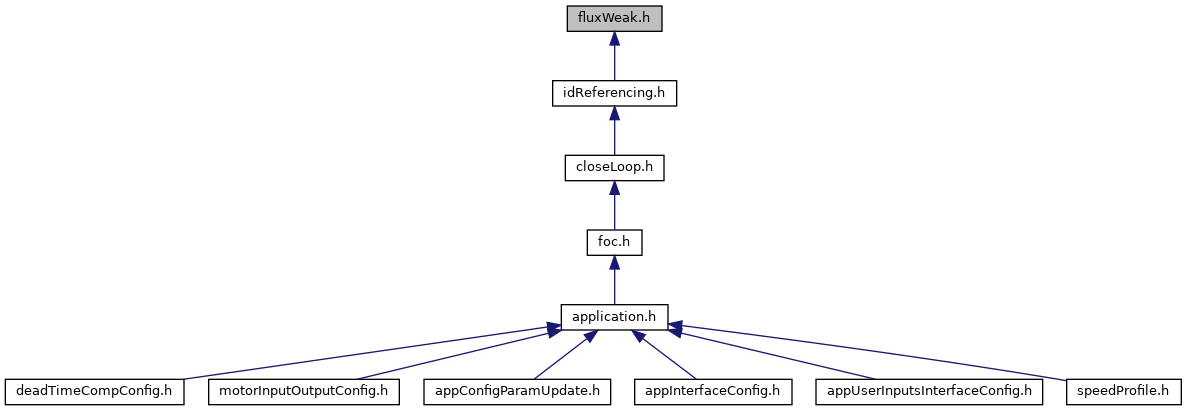 fluxWeak.h
idReferencing.h
closeLoop.h
foc.h
application.h
deadTimeCompConfig.h
motorInputOutputConfig.h
appConfigParamUpdate.h
appInterfaceConfig.h
appUserInputsInterfaceConfig.h
speedProfile.h